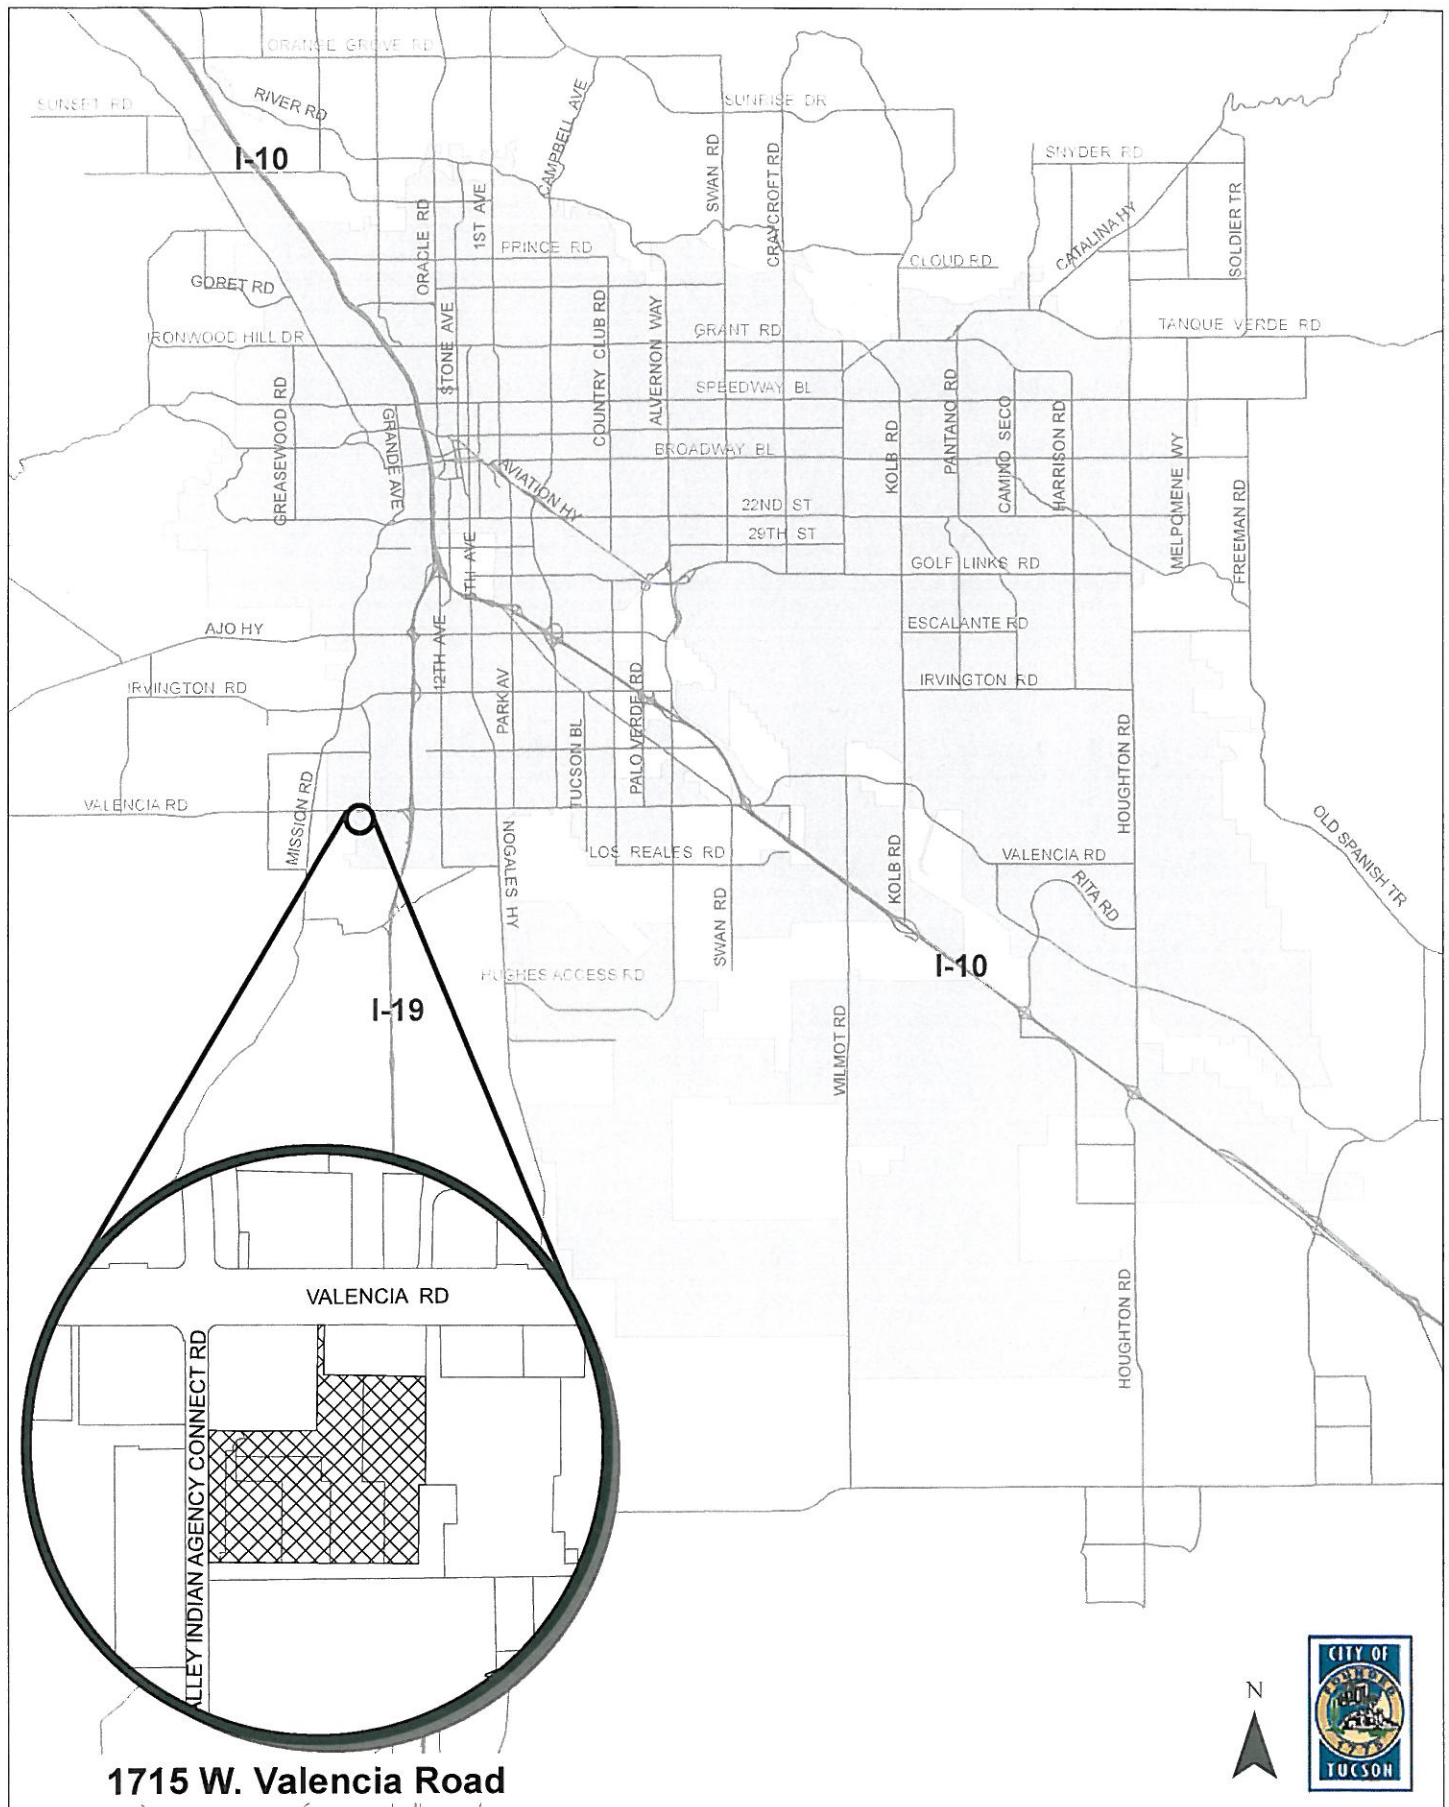 ORANGE GROVE RD
SUNSET RD
RIVER RD
CAMPBELL AVE
SUNRISE DR
I-10
SWAN RD
CRAYCROFT RD
SNYDER RD
ORACLE RD
1ST AVE
PRINCE RD
CLOUD RD
CATALINA HY
SOLDIER TR
GORET RD
IRONWOOD HILL DR
STONE AVE
COUNTRY CLUB RD
ALVERNON WAY
GRANT RD
TANQUE VERDE RD
SPEEDWAY BL
GREASEWOOD RD
GRANDE AVE
BROADWAY BL
KOLB RD
PANTANO RD
CAMINO SECO
HARRISON RD
MELPOMENE WY
FREEMAN RD
AVIATION HY
22ND ST
29TH ST
6TH AVE
GOLF LINKS RD
AJO HY
12TH AVE
ESCALANTE RD
IRVINGTON RD
PARK AV
TUCSON BL
PALO VERDE RD
IRVINGTON RD
HOUGHTON RD
VALENCIA RD
MISSION RD
NOGALES HY
LOS REALES RD
SWAN RD
KOLB RD
VALENCIA RD
RITA RD
OLD SPANISH TR
HUGHES ACCESS RD
I-10
I-19
WILMOT RD
HOUGHTON RD
VALENCIA RD
ALLEY INDIAN AGENCY CONNECT RD
N
CITY OF
FOUNDED
1775
TUCSON
1715 W. Valencia Road